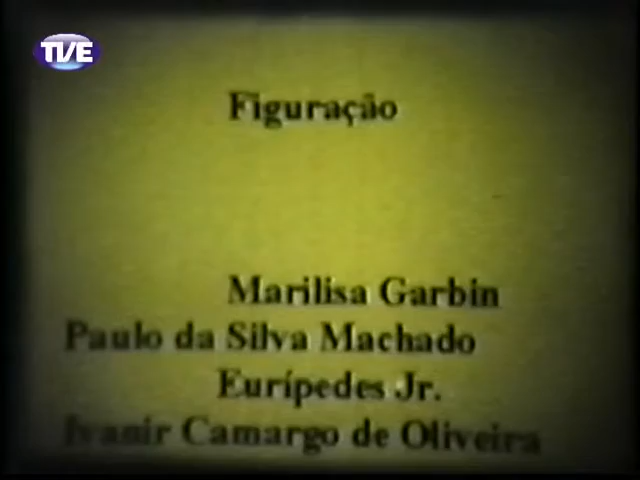 TVE
Figuração
Marilisa Garbin
Paulo da Silva Machado
Eurípedes Jr.
Ivanir Camargo de Oliveira